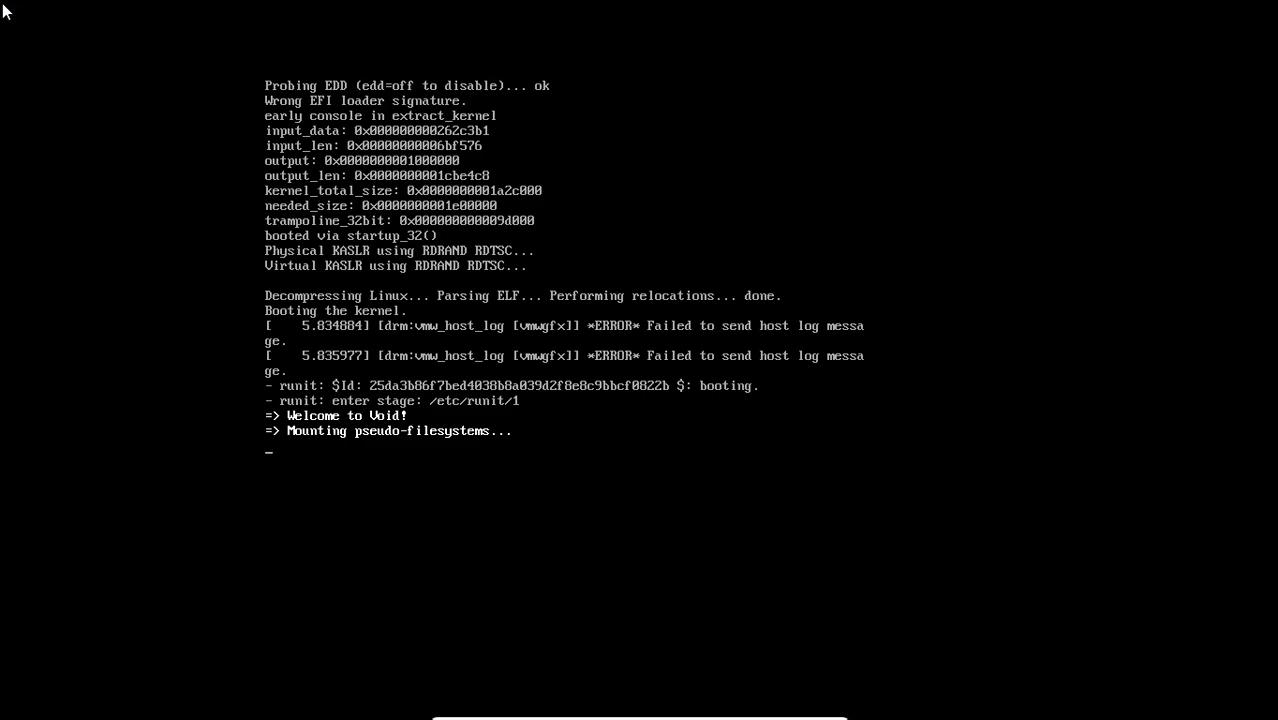 Probing EDD (edd=off to disable)... ok
Wrong EFI loader signature.
early console in extract_kernel
input_data: 0x000000000262c3b1
input_len: 0x00000000006bf576
output: 0x0000000001000000
output_len: 0x0000000001cbe4c8
kernel_total_size: 0x0000000001a2c000
needed_size: 0x0000000001e00000
trampoline_32bit: 0x000000000009d000
booted via startup_32()
Physical KASLR using RDRAND RDTSC...
Virtual KASLR using RDRAND RDTSC...
Decompressing Linux... Parsing ELF... Performing relocations... done.
Booting the kernel.
[    5.834884] [drm:vmw_host_log [vmwgfx]] *ERROR* Failed to send host log messa
ge.
[    5.835977] [drm:vmw_host_log [vmwgfx]] *ERROR* Failed to send host log messa
ge.
- runit: $Id: 25da3b86f7bed4038b8a039d2f8e8c9bbcf0822b $: booting.
- runit: enter stage: /etc/runit/1
=> Welcome to Void!
=> Mounting pseudo-filesystems...